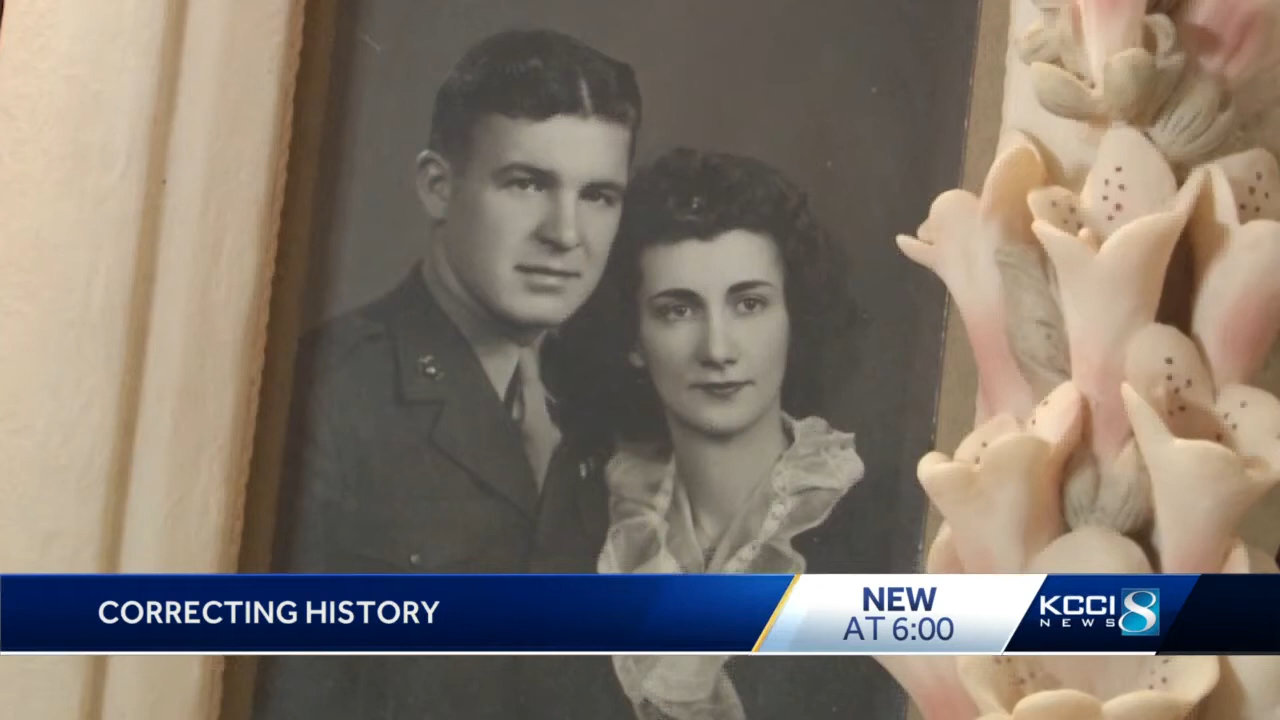 CORRECTING HISTORY
NEW
AT 6:00
KCCI 8
NEWS